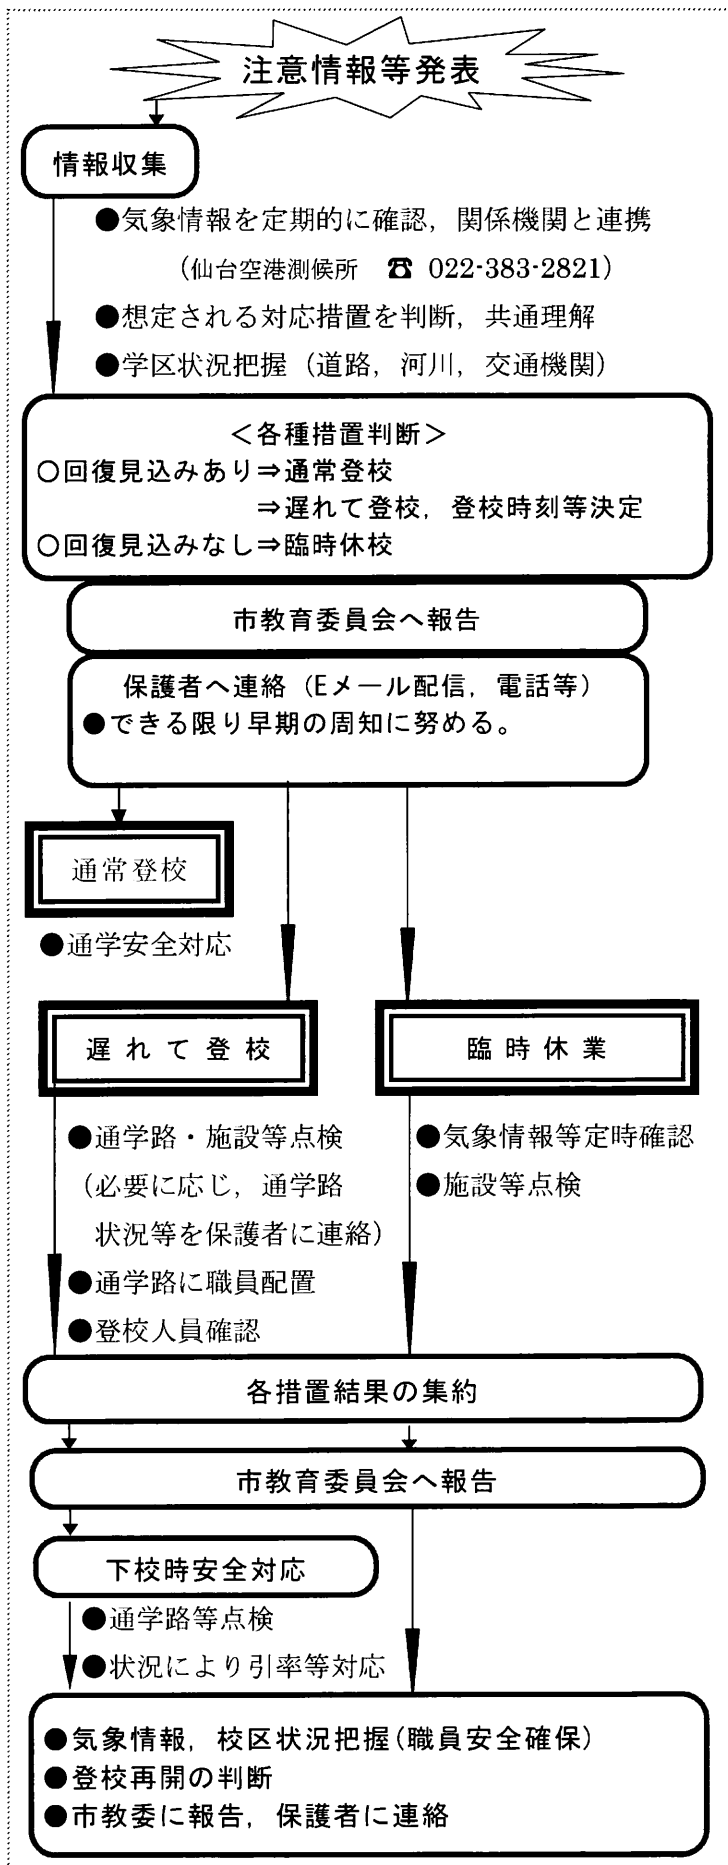 注意情報等発表
情報収集
●気象情報を定期的に確認，関係機関と連携
（仙台空港測候所　☎ 022-383-2821）
●想定される対応措置を判断，共通理解
●学区状況把握（道路，河川，交通機関）
＜各種措置判断＞
○回復見込みあり⇒通常登校
⇒遅れて登校，登校時刻等決定
○回復見込みなし⇒臨時休校
市教育委員会へ報告
保護者へ連絡（Eメール配信，電話等）
●できる限り早期の周知に努める。
通常登校
●通学安全対応
遅れて登校
●通学路・施設等点検
（必要に応じ，通学路
状況等を保護者に連絡）
●通学路に職員配置
●登校人員確認
臨時休業
●気象情報等定時確認
●施設等点検
各措置結果の集約
市教育委員会へ報告
下校時安全対応
●通学路等点検
●状況により引率等対応
●気象情報，校区状況把握（職員安全確保）
●登校再開の判断
●市教委に報告，保護者に連絡